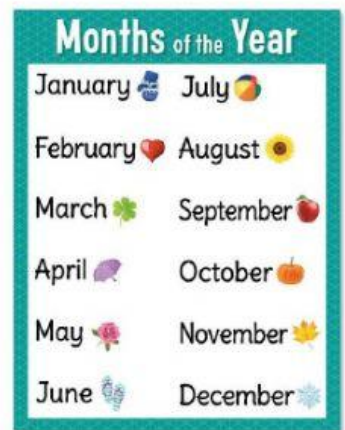 Months of the Year
January
February
March
April
May
June
July
August
September
October
November
December